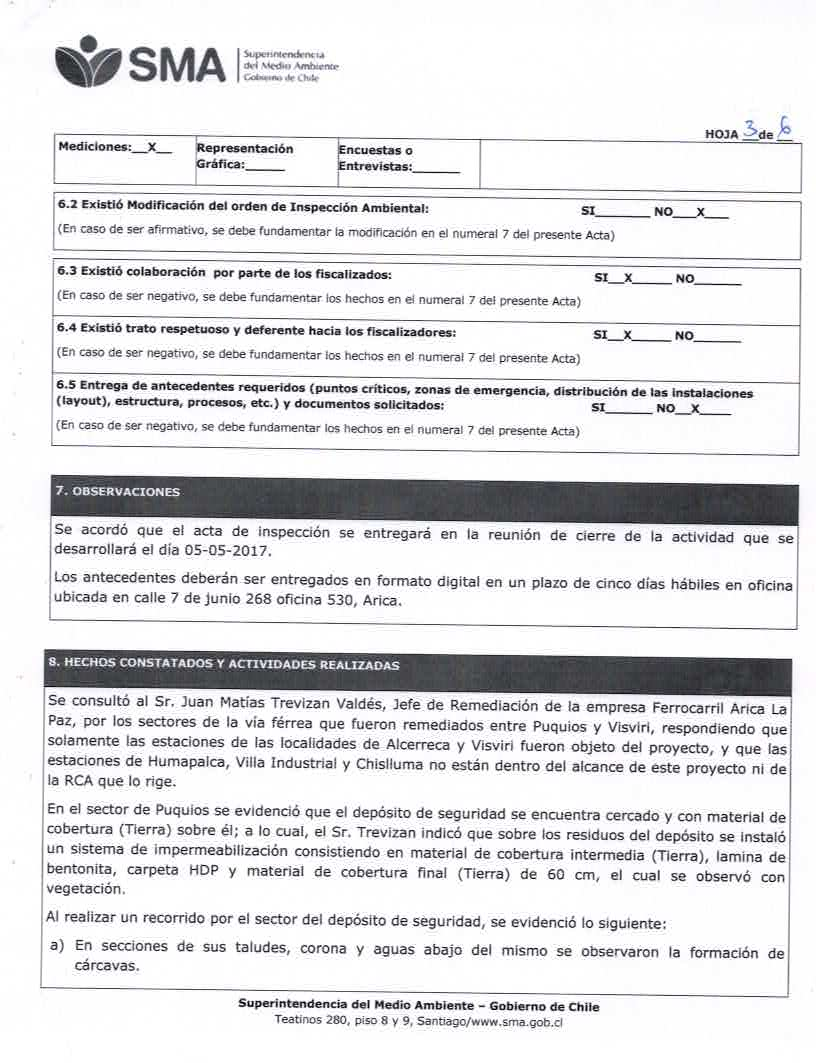 SMA
Superintendencia
del Medio Ambiente
Gobierno de Chile
HOJA 3 de 6
Mediciones:__X__
Representación
Gráfica:______
Encuestas o
Entrevistas:_______
6.2 Existió Modificación del orden de Inspección Ambiental: SI________ NO___X___
(En caso de ser afirmativo, se debe fundamentar la modificación en el numeral 7 del presente Acta)
6.3 Existió colaboración por parte de los fiscalizados: SI__X_____ NO_______
(En caso de ser negativo, se debe fundamentar los hechos en el numeral 7 del presente Acta)
6.4 Existió trato respetuoso y deferente hacia los fiscalizadores: SI__X_____ NO_______
(En caso de ser negativo, se debe fundamentar los hechos en el numeral 7 del presente Acta)
6.5 Entrega de antecedentes requeridos (puntos críticos, zonas de emergencia, distribución de las instalaciones
(layout), estructura, procesos, etc.) y documentos solicitados: SI_______ NO__X____
(En caso de ser negativo, se debe fundamentar los hechos en el numeral 7 del presente Acta)
7. OBSERVACIONES
Se acordó que el acta de inspección se entregará en la reunión de cierre de la actividad que se
desarrollará el día 05-05-2017.
Los antecedentes deberán ser entregados en formato digital en un plazo de cinco días hábiles en oficina
ubicada en calle 7 de junio 268 oficina 530, Arica.
8. HECHOS CONSTATADOS Y ACTIVIDADES REALIZADAS
Se consultó al Sr. Juan Matías Trevizan Valdés, Jefe de Remediación de la empresa Ferrocarril Arica La
Paz, por los sectores de la vía férrea que fueron remediados entre Puquios y Visviri, respondiendo que
solamente las estaciones de las localidades de Alcerreca y Visviri fueron objeto del proyecto, y que las
estaciones de Humapalca, Villa Industrial y Chislluma no están dentro del alcance de este proyecto ni de
la RCA que lo rige.
En el sector de Puquios se evidenció que el depósito de seguridad se encuentra cercado y con material de
cobertura (Tierra) sobre él; a lo cual, el Sr. Trevizan indicó que sobre los residuos del depósito se instaló
un sistema de impermeabilización consistiendo en material de cobertura intermedia (Tierra), lamina de
bentonita, carpeta HDP y material de cobertura final (Tierra) de 60 cm, el cual se observó con
vegetación.
Al realizar un recorrido por el sector del depósito de seguridad, se evidenció lo siguiente:
a) En secciones de sus taludes, corona y aguas abajo del mismo se observaron la formación de
cárcavas.
Superintendencia del Medio Ambiente – Gobierno de Chile
Teatinos 280, piso 8 y 9, Santiago/www.sma.gob.cl